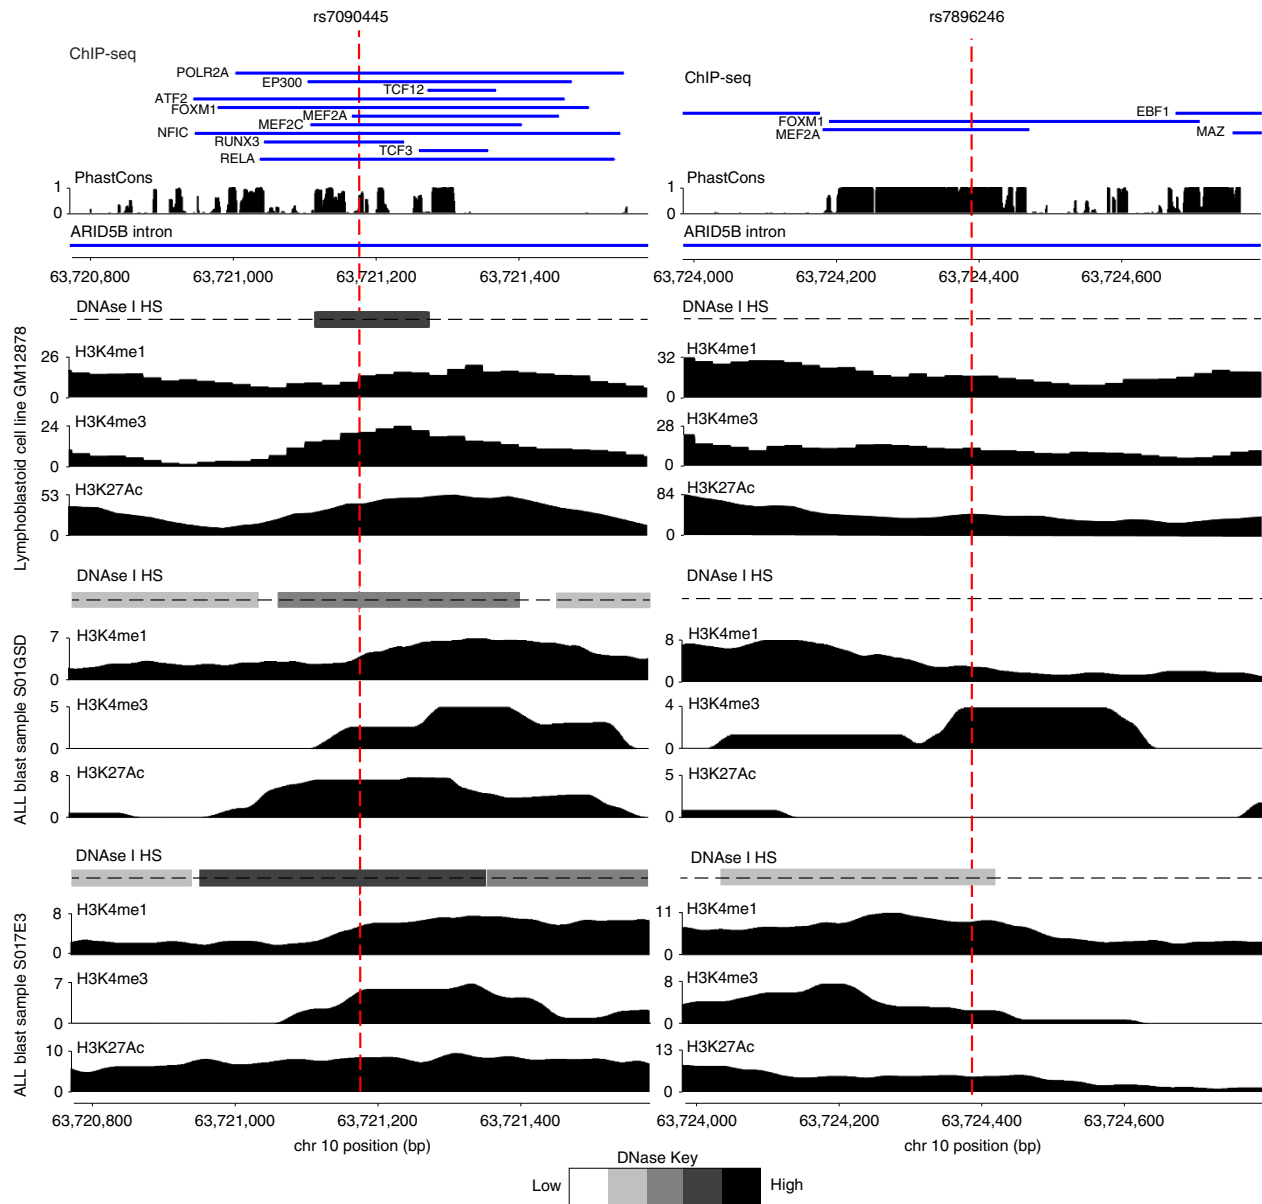 rs7090445
rs7896246
ChIP-seq
POLR2A
EP300
TCF12
ATF2
FOXM1
MEF2A
MEF2C
NFIC
RUNX3
TCF3
RELA
ChIP-seq
EBF1
FOXM1
MEF2A
MAZ
PhastCons
1
0
PhastCons
1
0
ARID5B intron
ARID5B intron
63,720,800 63,721,000 63,721,200 63,721,400
63,724,000 63,724,200 63,724,400 63,724,600
Lymphoblastoid cell line GM12878
DNAse I HS
H3K4me1
26
0
H3K4me3
24
0
H3K27Ac
53
0
DNAse I HS
H3K4me1
32
0
H3K4me3
28
0
H3K27Ac
84
0
ALL blast sample S01GSD
DNAse I HS
H3K4me1
7
0
H3K4me3
5
0
H3K27Ac
8
0
DNAse I HS
H3K4me1
8
0
H3K4me3
4
0
H3K27Ac
5
0
ALL blast sample S017E3
DNAse I HS
H3K4me1
8
0
H3K4me3
7
0
H3K27Ac
10
0
DNAse I HS
H3K4me1
11
0
H3K4me3
8
0
H3K27Ac
13
0
63,720,800 63,721,000 63,721,200 63,721,400
chr 10 position (bp)
63,724,000 63,724,200 63,724,400 63,724,600
chr 10 position (bp)
DNase Key
Low
High